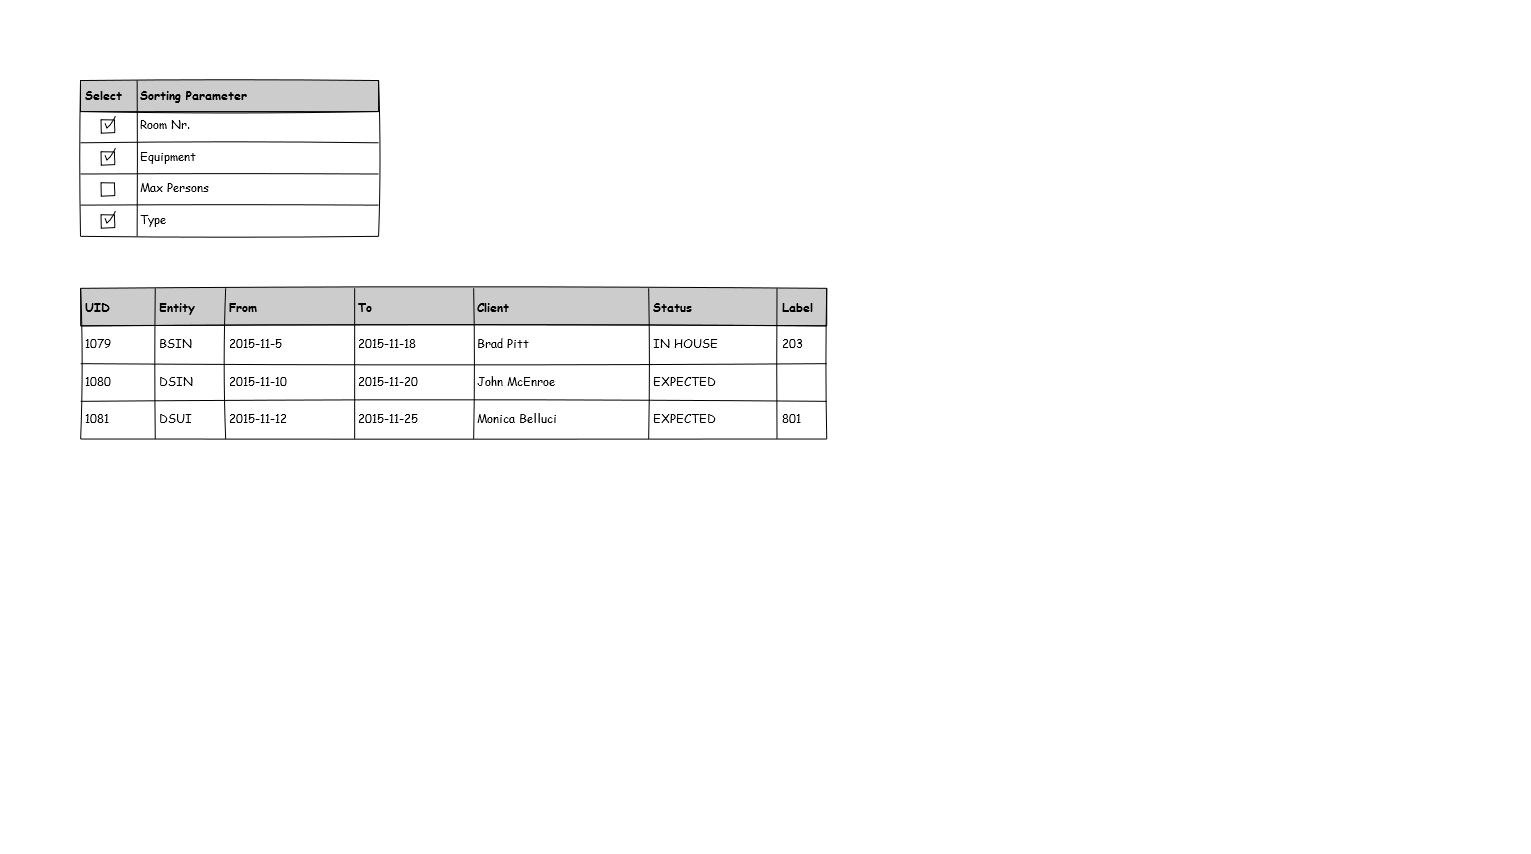 Select Sorting Parameter
Room Nr.
Equipment
Max Persons
Type
UID Entity From To Client Status Label
1079 BSIN 2015-11-5 2015-11-18 Brad Pitt IN HOUSE 203
1080 DSIN 2015-11-10 2015-11-20 John McEnroe EXPECTED
1081 DSUI 2015-11-12 2015-11-25 Monica Belluci EXPECTED 801